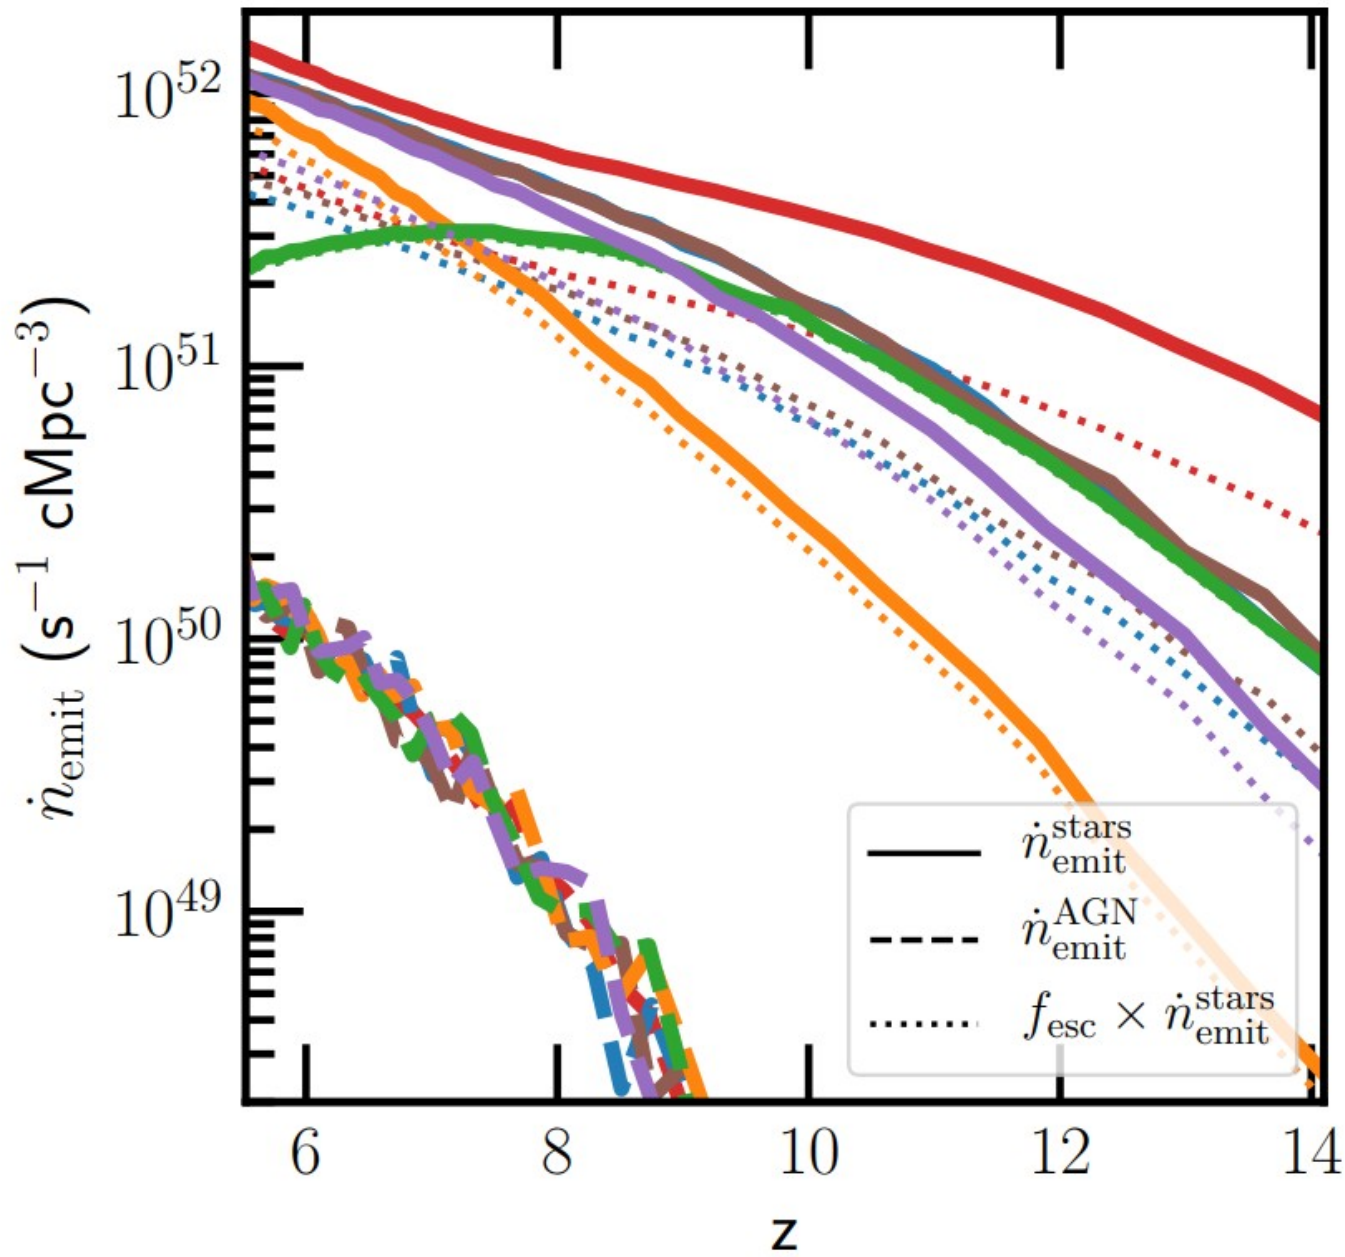 10^52
10^51
10^50
10^49
ṅ_emit (s^−1 cMpc^−3)
ṅ_emit^stars
ṅ_emit^AGN
f_esc × ṅ_emit^stars
6 8 10 12 14
z